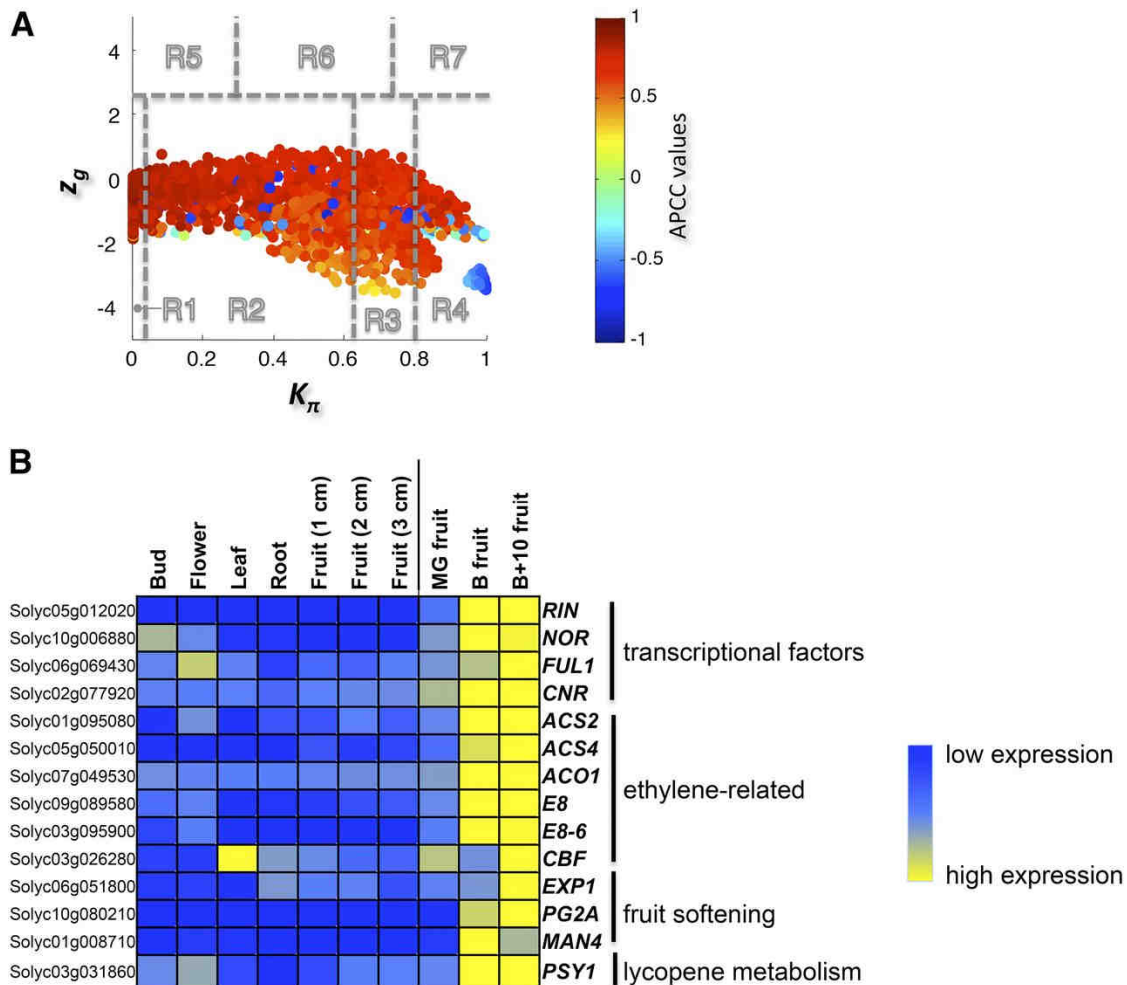 A
R5 R6 R7
4
2
0
-2
-4
z_g
R1 R2 R3 R4
0 0.2 0.4 0.6 0.8 1
K_π
1
0.5
0
-0.5
-1
APCC values
B
Bud Flower Leaf Root Fruit (1 cm) Fruit (2 cm) Fruit (3 cm) MG fruit B fruit B+10 fruit
Solyc05g012020 RIN
Solyc10g006880 NOR
Solyc06g069430 FUL1
Solyc02g077920 CNR
transcriptional factors
Solyc01g095080 ACS2
Solyc05g050010 ACS4
Solyc07g049530 ACO1
Solyc09g089580 E8
Solyc03g095900 E8-6
Solyc03g026280 CBF
ethylene-related
Solyc06g051800 EXP1
Solyc10g080210 PG2A
Solyc01g008710 MAN4
fruit softening
Solyc03g031860 PSY1
lycopene metabolism
low expression
high expression